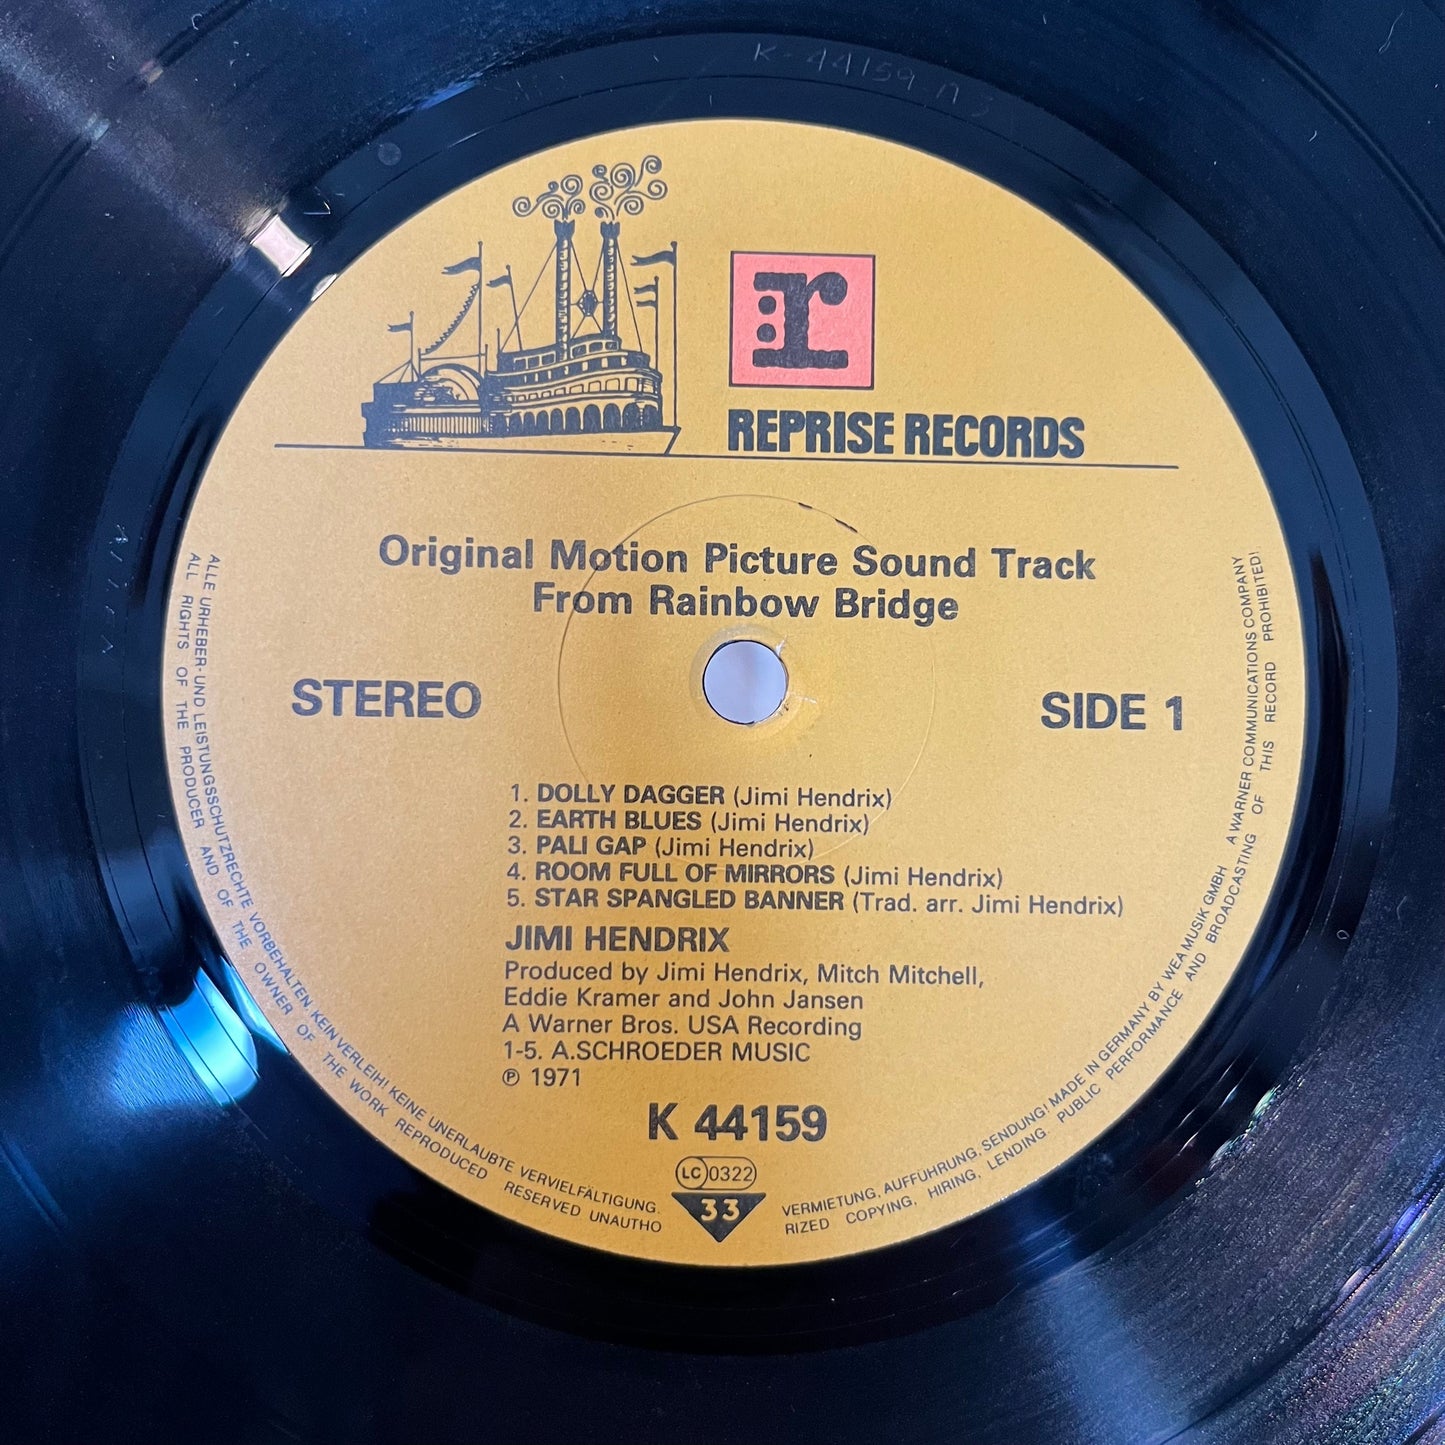 K-44159 n 3
r
REPRISE RECORDS
Original Motion Picture Sound Track
From Rainbow Bridge
STEREO
SIDE 1
1. DOLLY DAGGER (Jimi Hendrix)
2. EARTH BLUES (Jimi Hendrix)
3. PALI GAP (Jimi Hendrix)
4. ROOM FULL OF MIRRORS (Jimi Hendrix)
5. STAR SPANGLED BANNER (Trad. arr. Jimi Hendrix)
JIMI HENDRIX
Produced by Jimi Hendrix, Mitch Mitchell,
Eddie Kramer and John Jansen
A Warner Bros. USA Recording
1-5. A.SCHROEDER MUSIC
℗ 1971
K 44159
LC 0322
33
ALLE URHEBER- UND LEISTUNGSSCHUTZRECHTE VORBEHALTEN. KEIN VERLEIH! KEINE UNERLAUBTE VERVIELFÄLTIGUNG. VERMIETUNG, AUFFÜHRUNG, SENDUNG! MADE IN GERMANY BY WEA MUSIK GMBH A WARNER COMMUNICATIONS COMPANY
ALL RIGHTS OF THE PRODUCER AND OF THE OWNER OF THE WORK REPRODUCED RESERVED UNAUTHO RIZED COPYING, HIRING, LENDING, PUBLIC PERFORMANCE AND BROADCASTING OF THIS RECORD PROHIBITED!